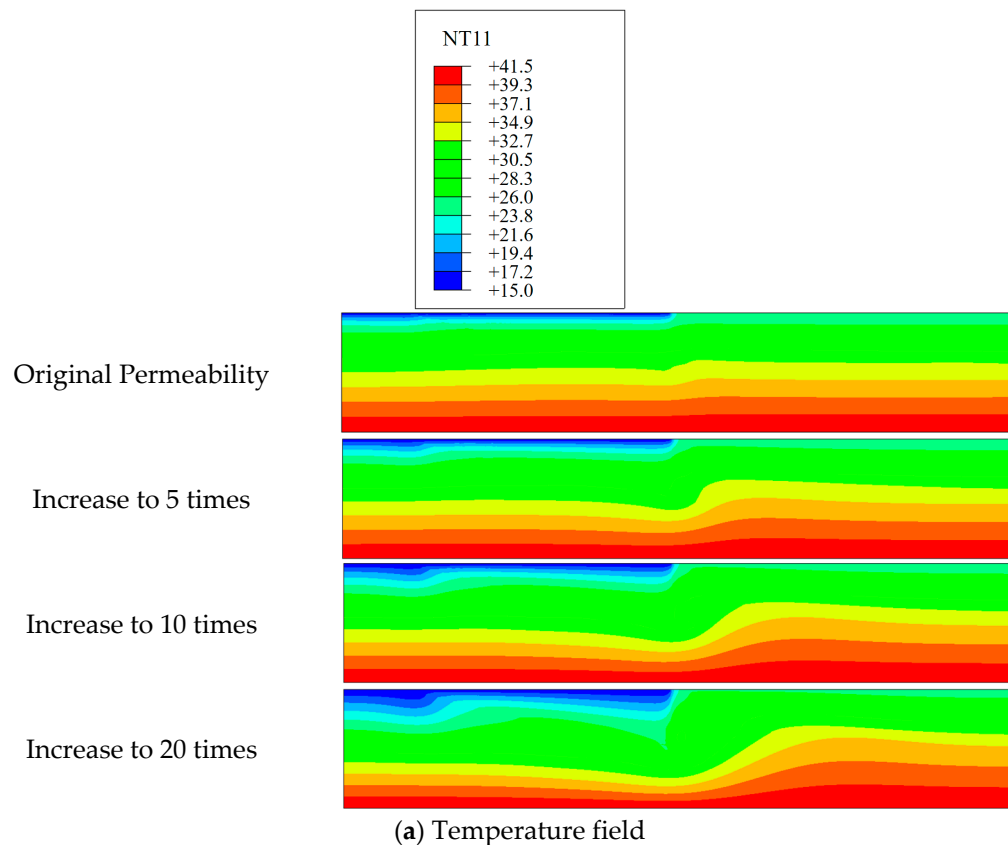 NT11
+41.5
+39.3
+37.1
+34.9
+32.7
+30.5
+28.3
+26.0
+23.8
+21.6
+19.4
+17.2
+15.0
Original Permeability
Increase to 5 times
Increase to 10 times
Increase to 20 times
(a) Temperature field